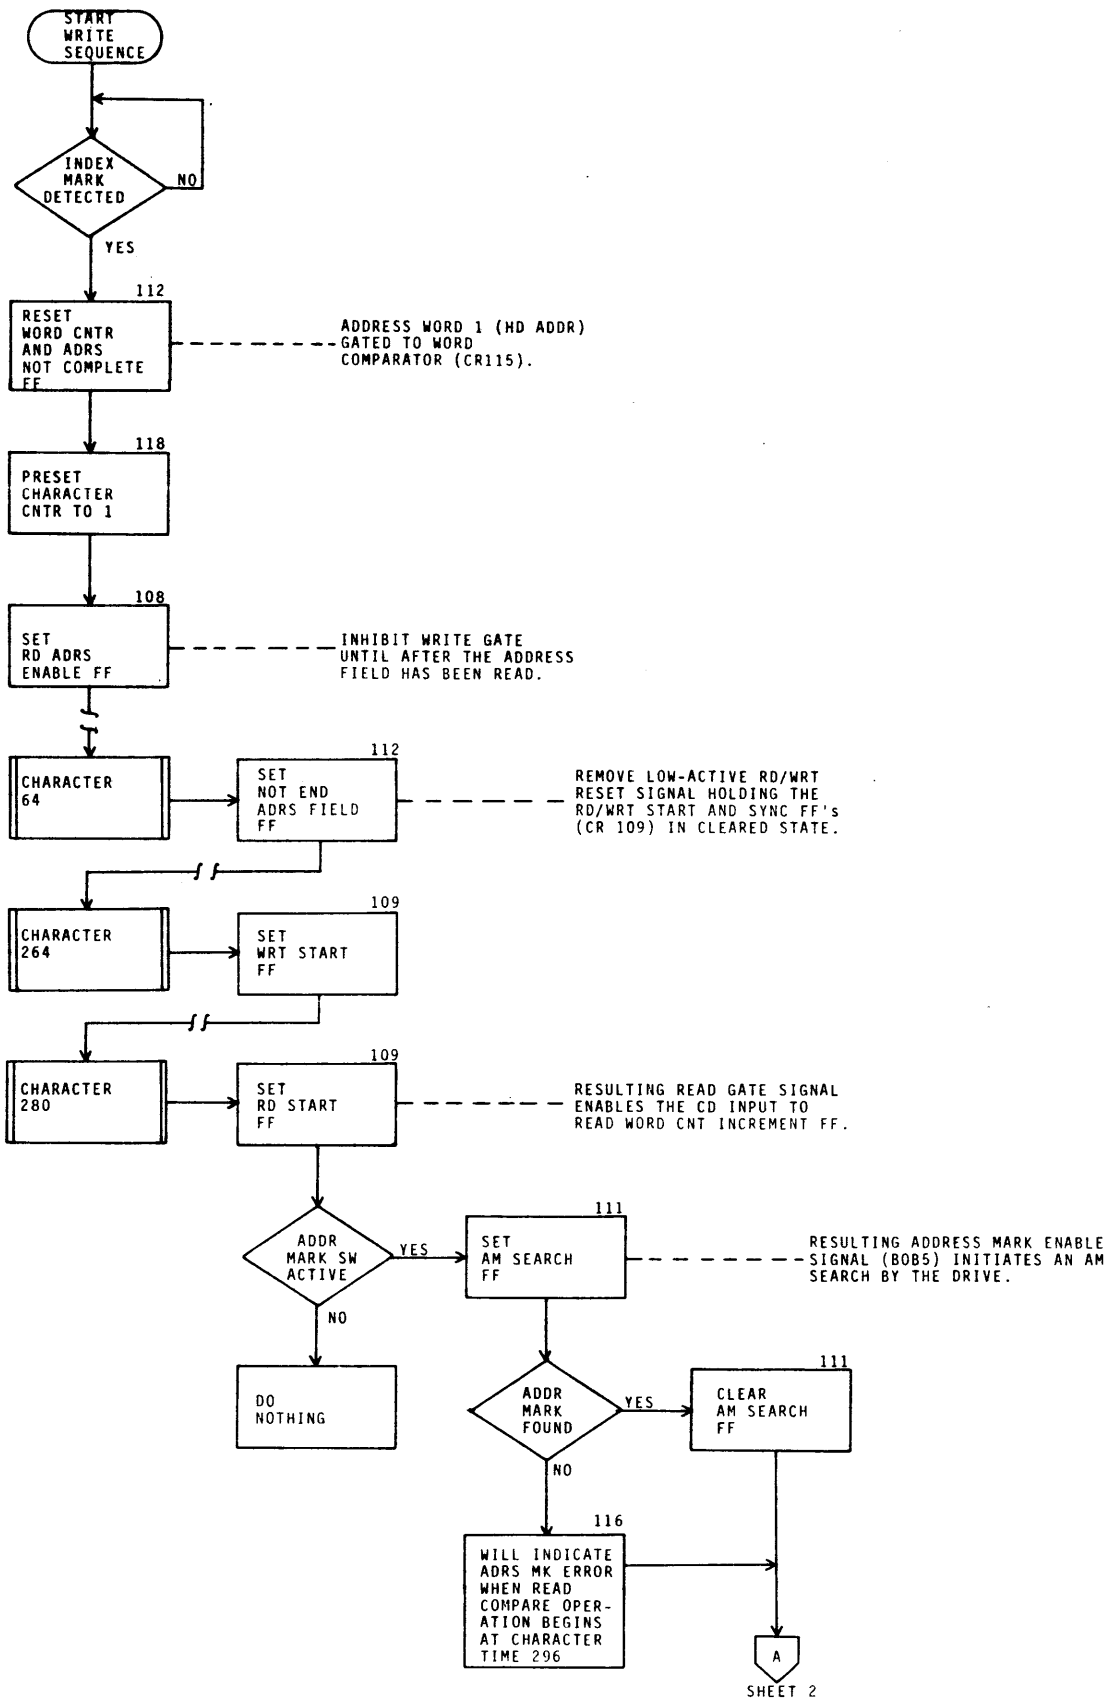 START
WRITE
SEQUENCE
INDEX
MARK
DETECTED
NO
YES
112
RESET
WORD CNTR
AND ADRS
NOT COMPLETE
FF
ADDRESS WORD 1 (HD ADDR)
GATED TO WORD
COMPARATOR (CR115).
118
PRESET
CHARACTER
CNTR TO 1
108
SET
RD ADRS
ENABLE FF
INHIBIT WRITE GATE
UNTIL AFTER THE ADDRESS
FIELD HAS BEEN READ.
CHARACTER
64
112
SET
NOT END
ADRS FIELD
FF
REMOVE LOW-ACTIVE RD/WRT
RESET SIGNAL HOLDING THE
RD/WRT START AND SYNC FF's
(CR 109) IN CLEARED STATE.
CHARACTER
264
109
SET
WRT START
FF
CHARACTER
280
109
SET
RD START
FF
RESULTING READ GATE SIGNAL
ENABLES THE CD INPUT TO
READ WORD CNT INCREMENT FF.
ADDR
MARK SW
ACTIVE
YES
NO
111
SET
AM SEARCH
FF
RESULTING ADDRESS MARK ENABLE
SIGNAL (BOB5) INITIATES AN AM
SEARCH BY THE DRIVE.
DO
NOTHING
ADDR
MARK
FOUND
YES
NO
111
CLEAR
AM SEARCH
FF
116
WILL INDICATE
ADRS MK ERROR
WHEN READ
COMPARE OPER-
ATION BEGINS
AT CHARACTER
TIME 296
A
SHEET 2